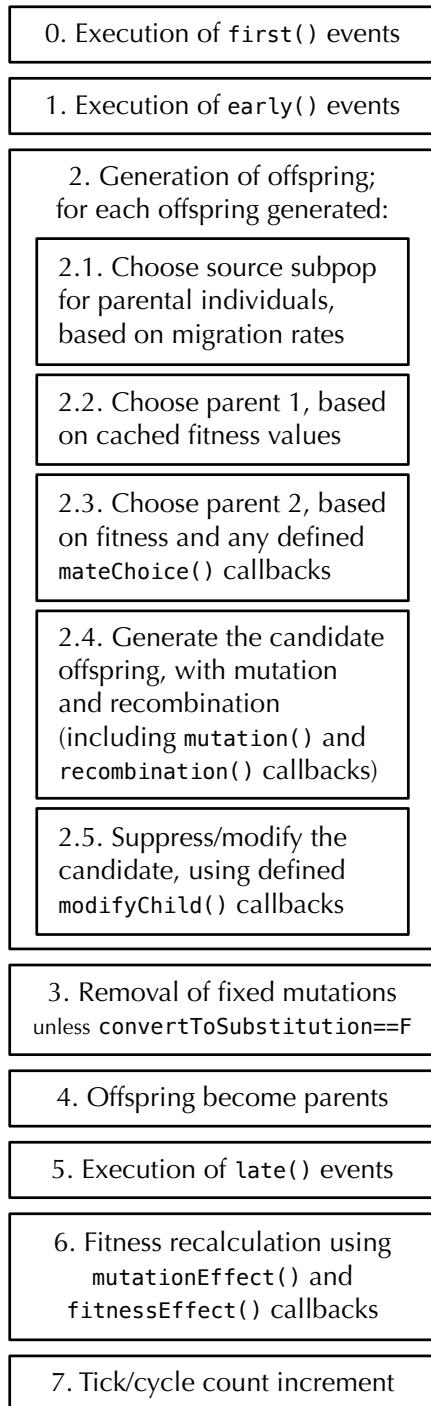 0. Execution of first() events
1. Execution of early() events
2. Generation of offspring;
for each offspring generated:
2.1. Choose source subpop
for parental individuals,
based on migration rates
2.2. Choose parent 1, based
on cached fitness values
2.3. Choose parent 2, based
on fitness and any defined
mateChoice() callbacks
2.4. Generate the candidate
offspring, with mutation
and recombination
(including mutation() and
recombination() callbacks)
2.5. Suppress/modify the
candidate, using defined
modifyChild() callbacks
3. Removal of fixed mutations
unless convertToSubstitution==F
4. Offspring become parents
5. Execution of late() events
6. Fitness recalculation using
mutationEffect() and
fitnessEffect() callbacks
7. Tick/cycle count increment